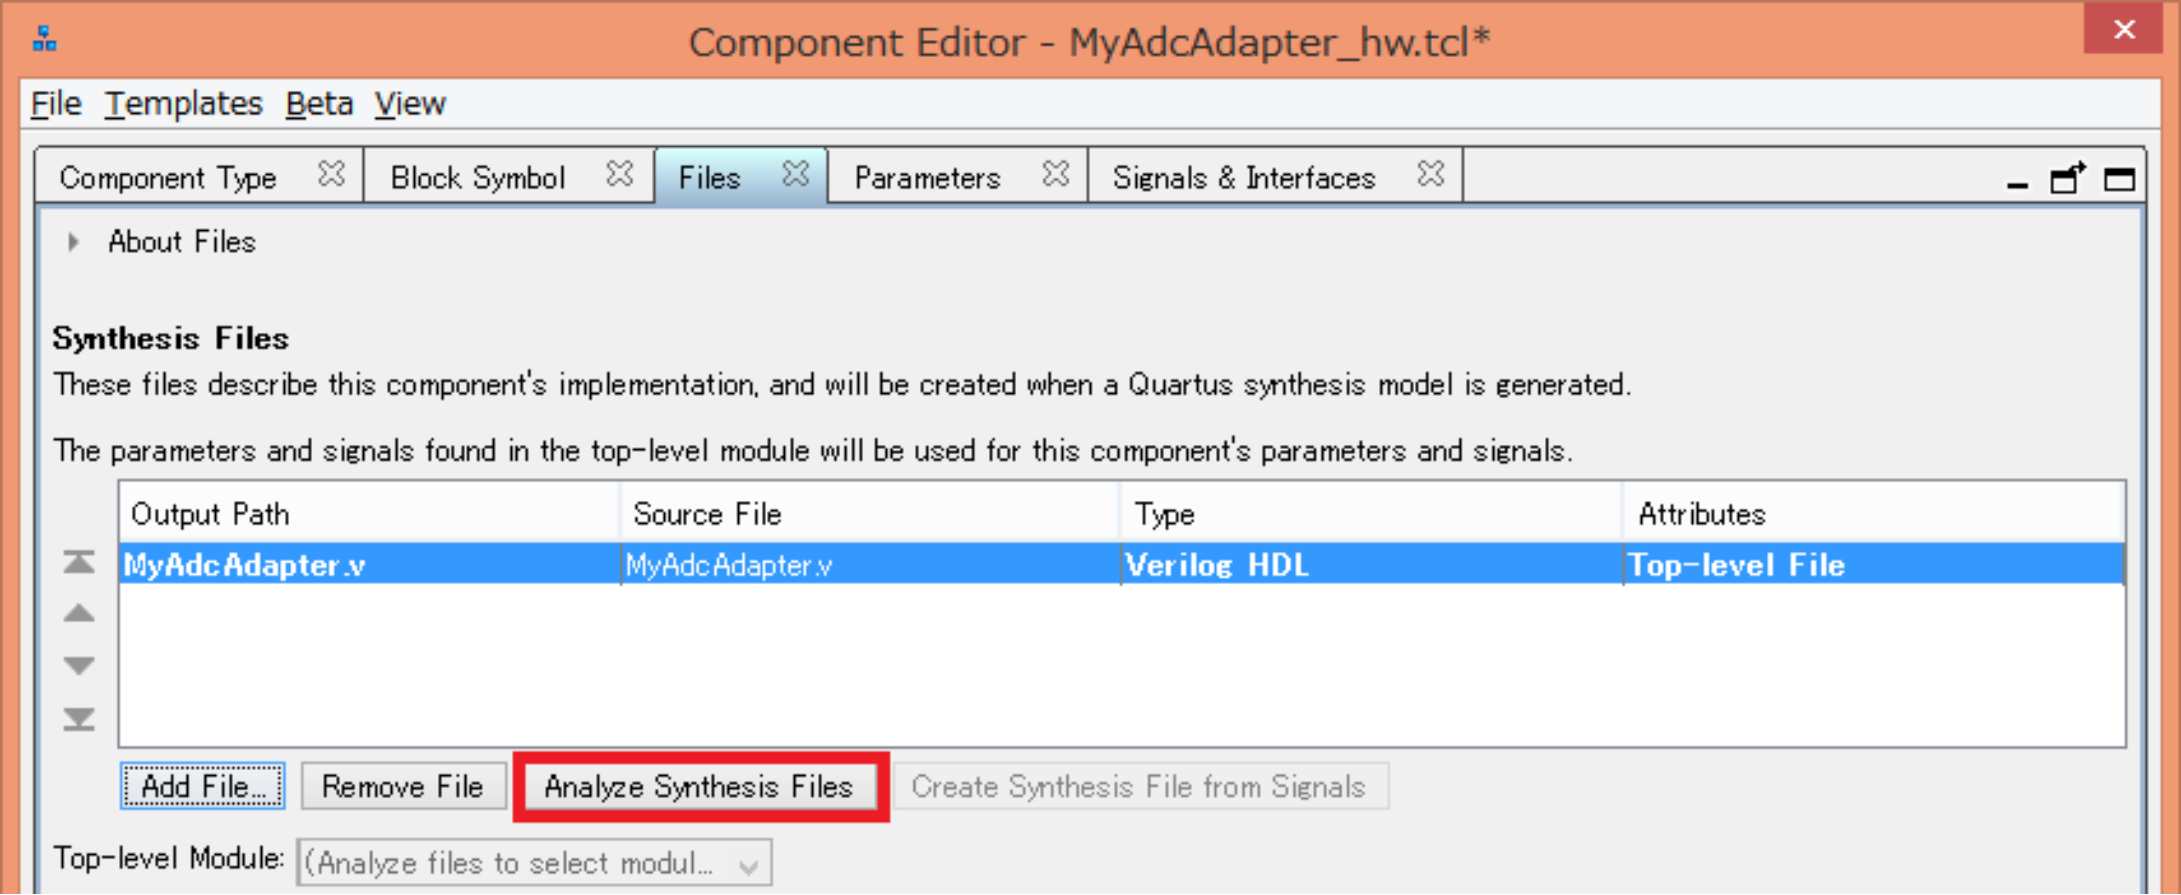 Component Editor - MyAdcAdapter_hw.tcl*
File Templates Beta View
Component Type Block Symbol Files Parameters Signals & Interfaces
About Files
Synthesis Files
These files describe this component's implementation, and will be created when a Quartus synthesis model is generated.
The parameters and signals found in the top-level module will be used for this component's parameters and signals.
Output Path Source File Type Attributes
MyAdcAdapter.v MyAdcAdapter.v Verilog HDL Top-level File
Add File... Remove File Analyze Synthesis Files Create Synthesis File from Signals
Top-level Module: (Analyze files to select modul...